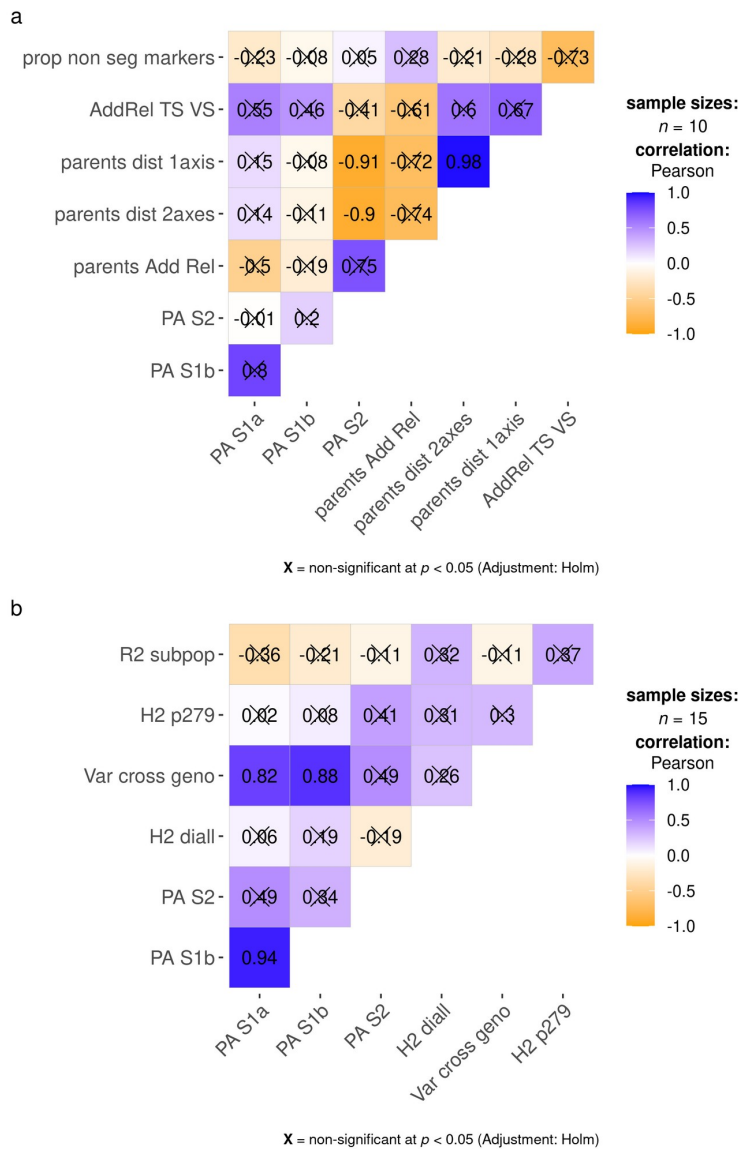 a
prop non seg markers
-0.23 -0.08 0.05 0.28 -0.21 -0.28 -0.73
AddRel TS VS
0.55 0.46 -0.41 -0.61 0.6 0.67
parents dist 1axis
0.15 -0.08 -0.91 -0.72 0.98
parents dist 2axes
0.14 -0.11 -0.9 -0.74
parents Add Rel
-0.5 -0.19 0.75
PA S2
-0.01 0.2
PA S1b
0.8
PA S1a
PA S1b
PA S2
parents Add Rel
parents dist 2axes
parents dist 1axis
AddRel TS VS
sample sizes:
n = 10
correlation:
Pearson
1.0
0.5
0.0
-0.5
-1.0
X = non-significant at p < 0.05 (Adjustment: Holm)
b
R2 subpop
-0.36 -0.21 -0.11 0.32 -0.11 0.37
H2 p279
0.02 0.08 0.41 0.31 0.3
Var cross geno
0.82 0.88 0.49 0.26
H2 diall
0.06 0.19 -0.19
PA S2
0.49 0.34
PA S1b
0.94
PA S1a
PA S1b
PA S2
H2 diall
Var cross geno
H2 p279
sample sizes:
n = 15
correlation:
Pearson
1.0
0.5
0.0
-0.5
-1.0
X = non-significant at p < 0.05 (Adjustment: Holm)